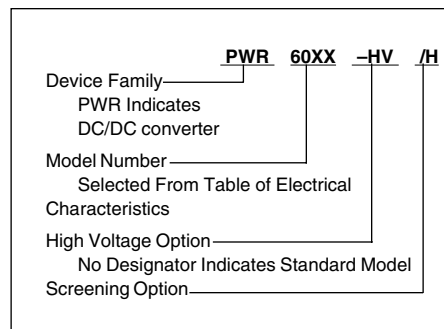 PWR 60XX –HV /H
Device Family
PWR Indicates
DC/DC converter
Model Number
Selected From Table of Electrical
Characteristics
High Voltage Option
No Designator Indicates Standard Model
Screening Option